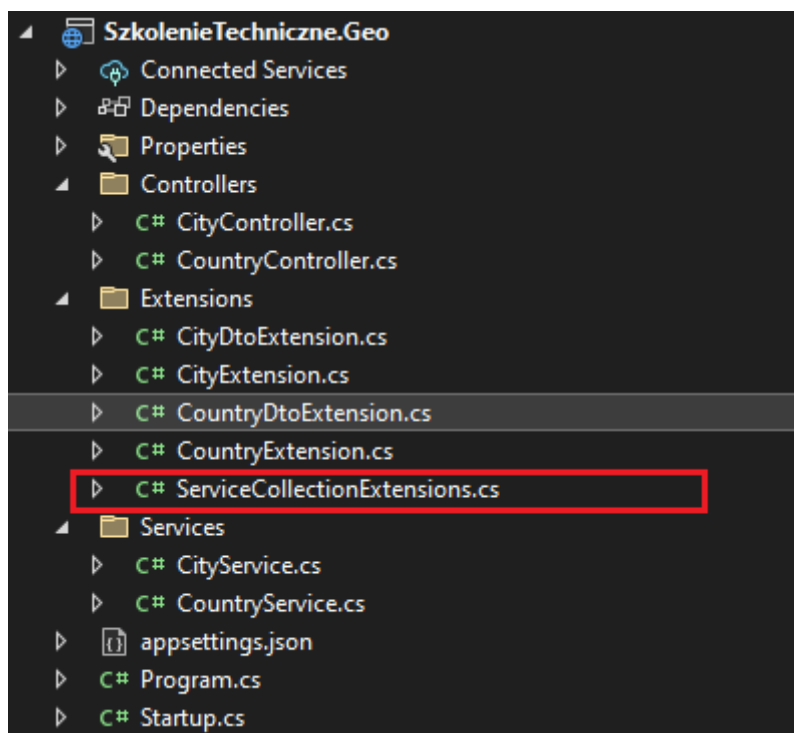 SzkolenieTechniczne.Geo
Connected Services
Dependencies
Properties
Controllers
C# CityController.cs
C# CountryController.cs
Extensions
C# CityDtoExtension.cs
C# CityExtension.cs
C# CountryDtoExtension.cs
C# CountryExtension.cs
C# ServiceCollectionExtensions.cs
Services
C# CityService.cs
C# CountryService.cs
appsettings.json
C# Program.cs
C# Startup.cs